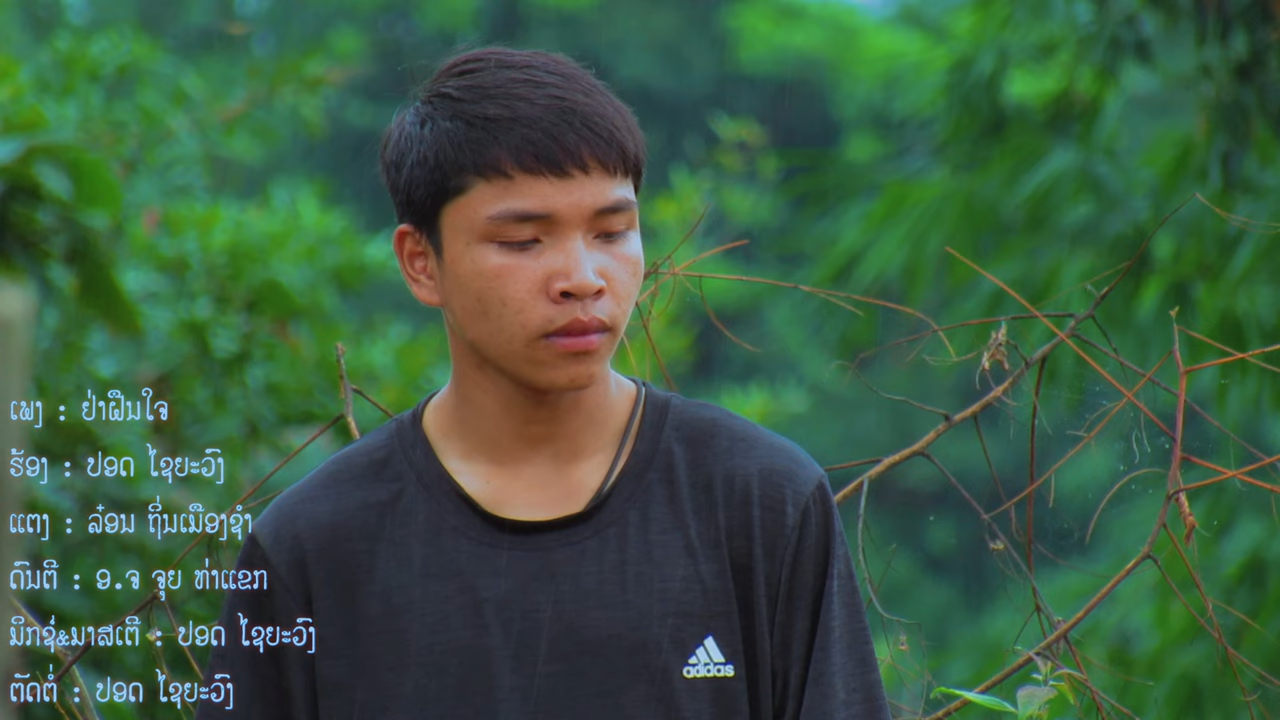 ເພງ : ຢ່າຝືນໃຈ
ຮ້ອງ : ປອດ ໄຊຍະວົງ
ແຕງ : ລ໋ອນ ຖິ່ນເມືອງຊຳ
ດົນຕີ : ອ.ຈ ຈຸຍ ທ່າແຂກ
ມິກຊ໌&ມາສເຕີ : ປອດ ໄຊຍະວົງ
ຕັດຕໍ່ : ປອດ ໄຊຍະວົງ
adidas